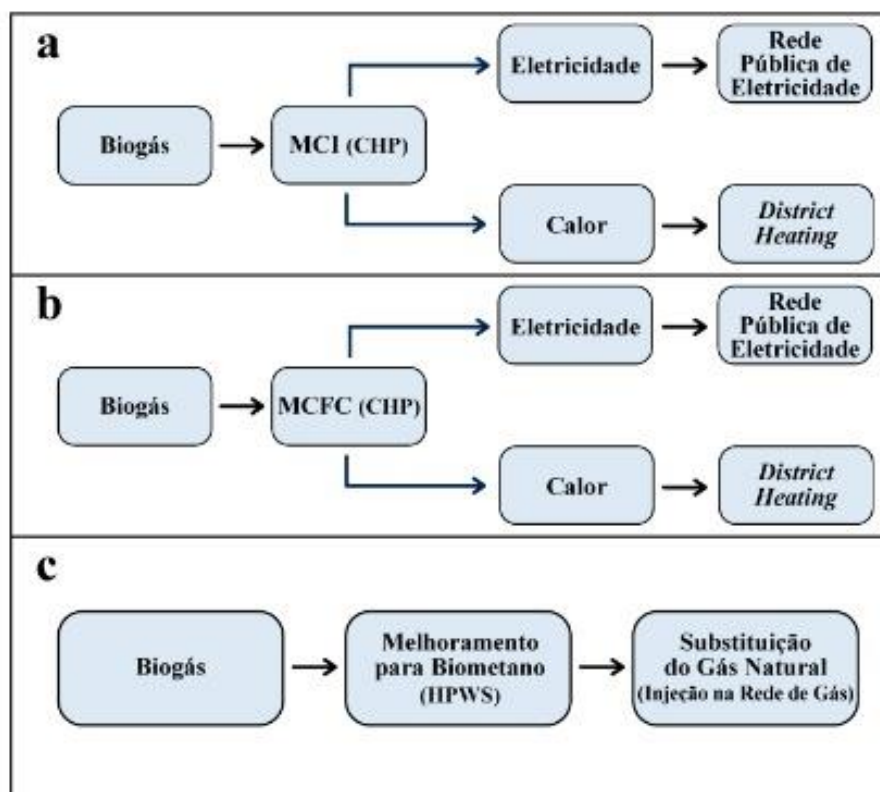 a
Eletricidade
Rede
Pública de
Eletricidade
Biogás
MCI (CHP)
Calor
District
Heating
b
Eletricidade
Rede
Pública de
Eletricidade
Biogás
MCFC (CHP)
Calor
District
Heating
c
Biogás
Melhoramento
para Biometano
(HPWS)
Substituição
do Gás Natural
(Injeção na Rede de Gás)